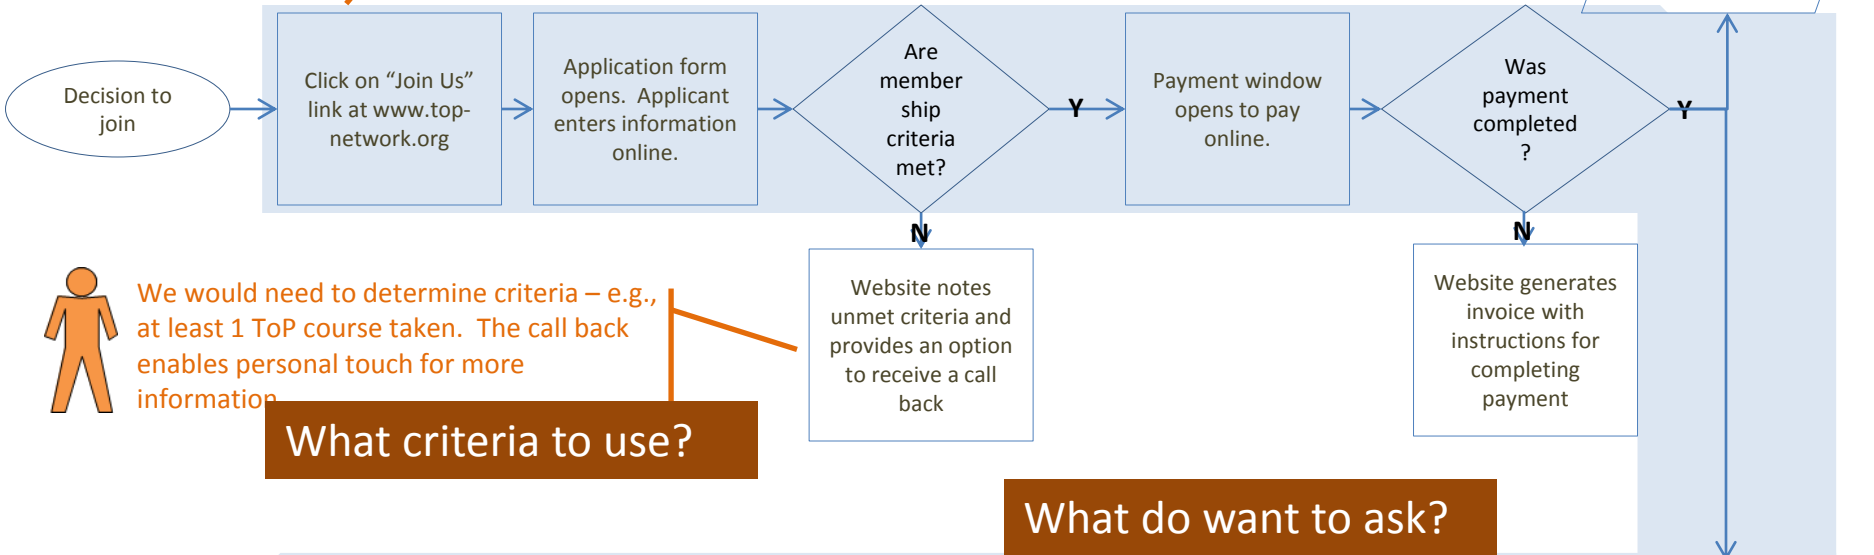 Decision to
join
Click on “Join Us”
link at www.top-
network.org
Application form
opens.  Applicant
enters information
online.
Are
member
ship
criteria
met?
Y
Payment window
opens to pay
online.
Was
payment
completed
?
Y
N
N
We would need to determine criteria – e.g.,
at least 1 ToP course taken.  The call back
enables personal touch for more
information
Website notes
unmet criteria and
provides an option
to receive a call
back
Website generates
invoice with
instructions for
completing
payment
What criteria to use?
What do want to ask?